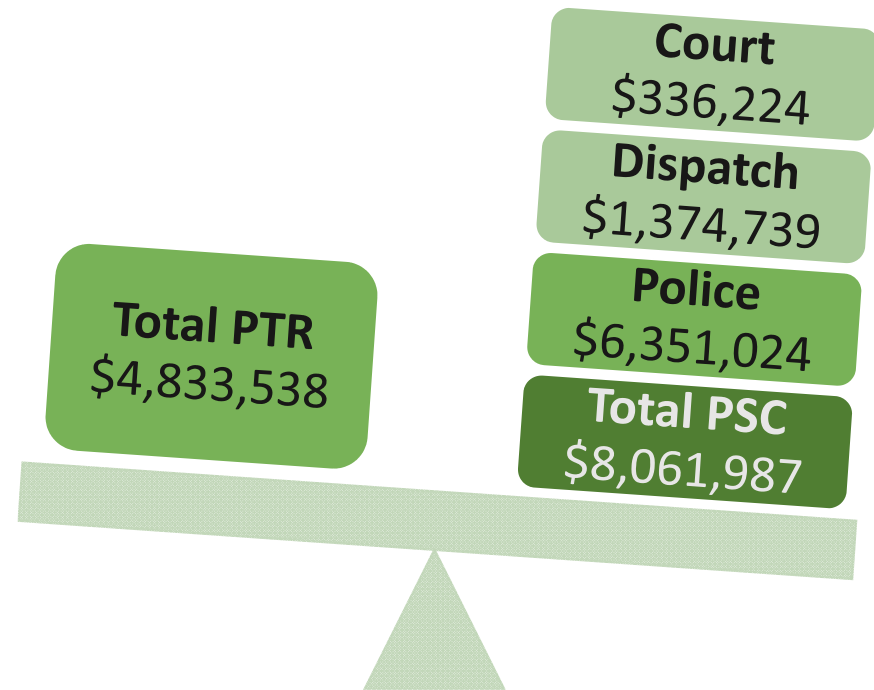 Total PTR
$4,833,538
Court
$336,224
Dispatch
$1,374,739
Police
$6,351,024
Total PSC
$8,061,987